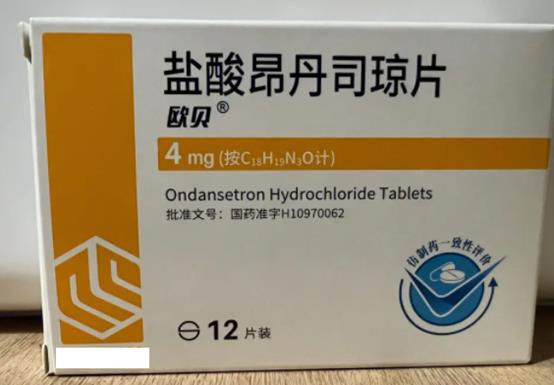 盐酸昂丹司琼片
欧贝®
4 mg (按C₁₈H₁₉N₃O计)
Ondansetron Hydrochloride Tablets
批准文号：国药准字H10970062
仿制药一致性评价
12 片装